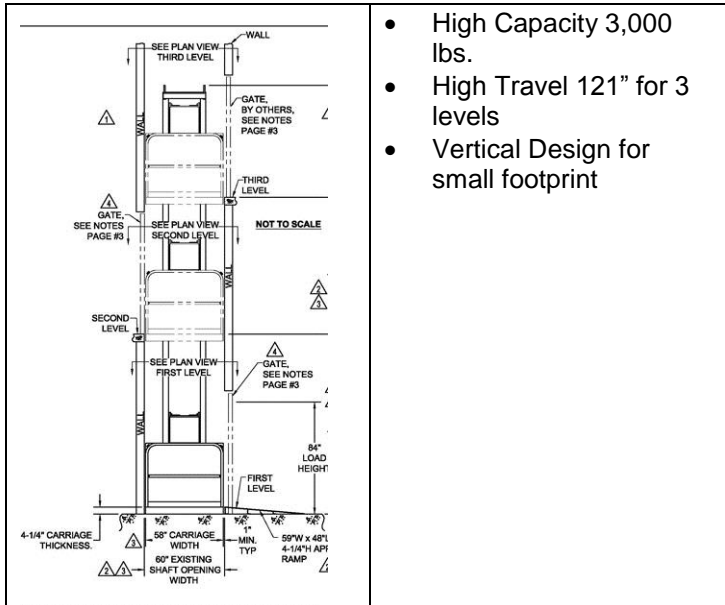 WALL
SEE PLAN VIEW
THIRD LEVEL
GATE,
BY OTHERS,
SEE NOTES
PAGE #3
1
WALL
THIRD
LEVEL
4
GATE,
SEE NOTES
PAGE #3
SEE PLAN VIEW
SECOND LEVEL
NOT TO SCALE
WALL
2
3
SECOND
LEVEL
SEE PLAN VIEW
FIRST LEVEL
4
GATE,
SEE NOTES
PAGE #3
WALL
84"
LOAD
HEIGHT
FIRST
LEVEL
4-1/4" CARRIAGE
THICKNESS.
3
58" CARRIAGE
WIDTH
1"
MIN.
TYP
59"W x 48"L
4-1/4"H
RAMP
2 3
60" EXISTING
SHAFT OPENING
WIDTH
• High Capacity 3,000
lbs.
• High Travel 121” for 3
levels
• Vertical Design for
small footprint